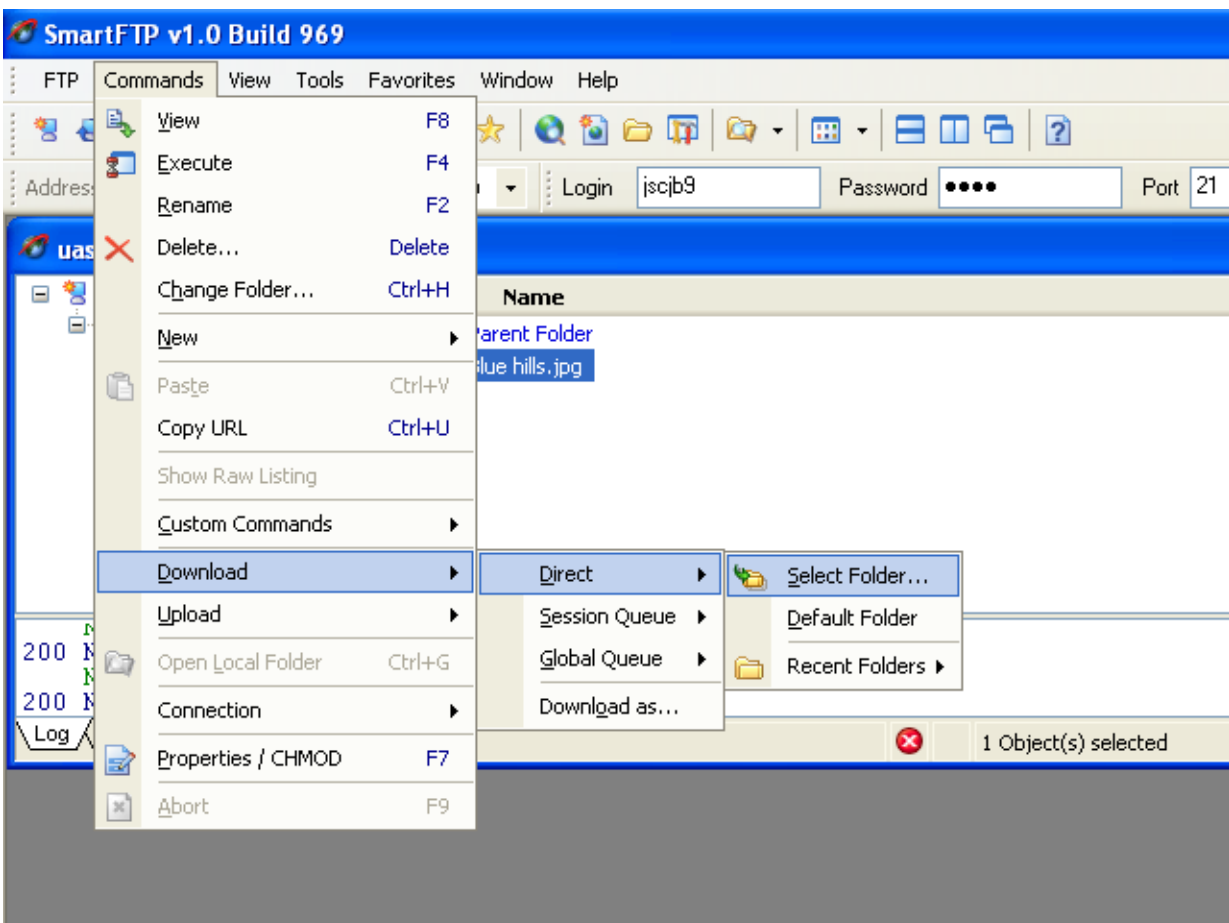 SmartFTP v1.0 Build 969
FTP Commands View Tools Favorites Window Help
Login jscjb9 Password •••• Port 21
View F8
Execute F4
Rename F2
Delete... Delete
Change Folder... Ctrl+H
New
Paste Ctrl+V
Copy URL Ctrl+U
Show Raw Listing
Custom Commands
Download
Upload
Open Local Folder Ctrl+G
Connection
Properties / CHMOD F7
Abort F9
Name
arent Folder
lue hills.jpg
Direct
Session Queue
Global Queue
Download as...
Select Folder...
Default Folder
Recent Folders
200
200
Log
1 Object(s) selected